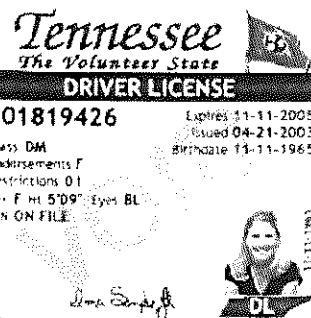 Tennessee
The Volunteer State
DRIVER LICENSE
01819426
Expires 11-11-2005
Issued 04-21-2003
Birthdate 11-11-1965
ass DM
ndorsements F
strictions 01
F Ht 5'09" Eyes BL
N ON FILE
DL